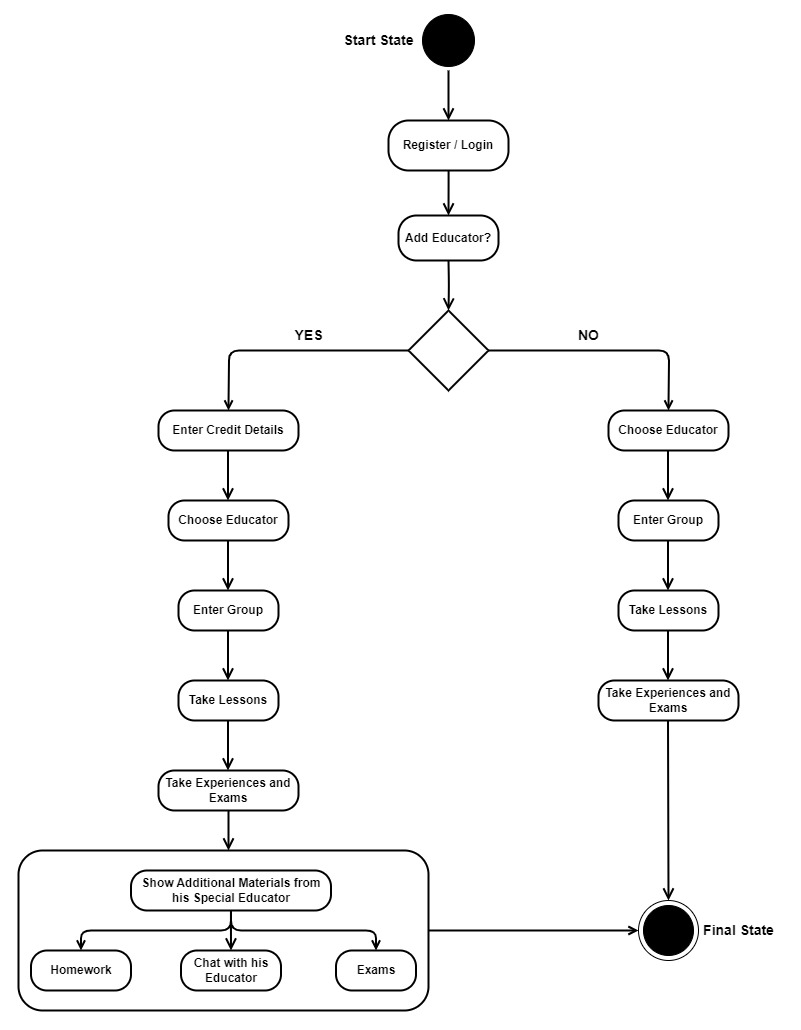 Start State
Register / Login
Add Educator?
YES
NO
Enter Credit Details
Choose Educator
Choose Educator
Enter Group
Enter Group
Take Lessons
Take Lessons
Take Experiences and
Exams
Take Experiences and
Exams
Show Additional Materials from
his Special Educator
Final State
Homework
Chat with his
Educator
Exams